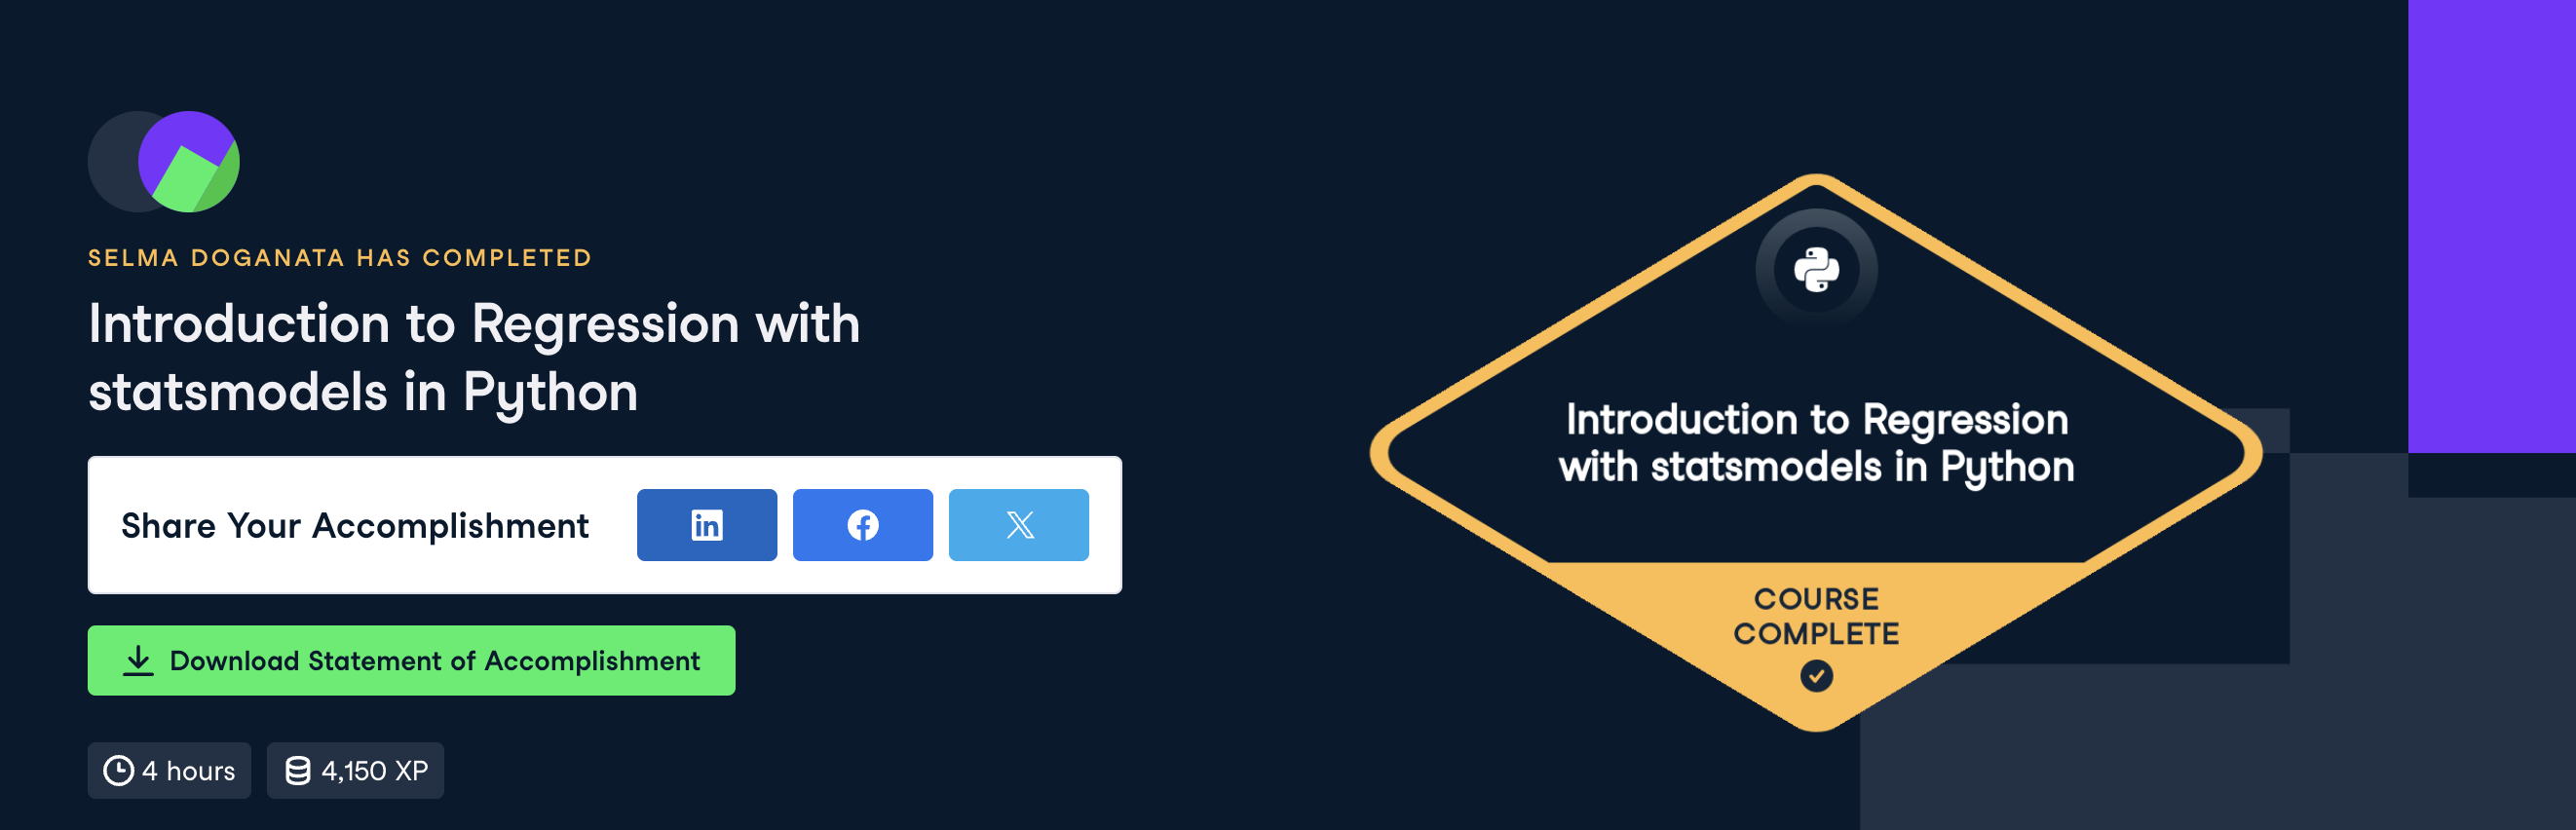 SELMA DOGANATA HAS COMPLETED
Introduction to Regression with
statsmodels in Python
Share Your Accomplishment
Download Statement of Accomplishment
4 hours
4,150 XP
Introduction to Regression
with statsmodels in Python
COURSE
COMPLETE